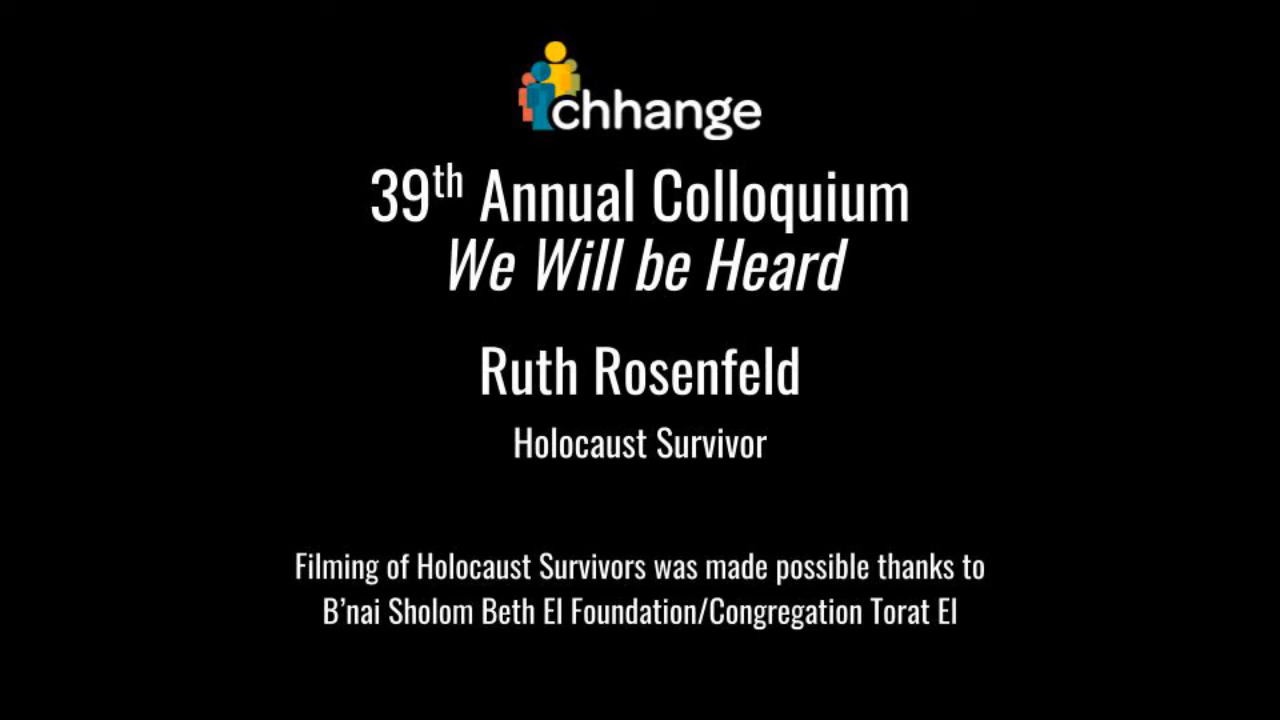 chhange
39th Annual Colloquium
We Will be Heard
Ruth Rosenfeld
Holocaust Survivor
Filming of Holocaust Survivors was made possible thanks to
B’nai Sholom Beth El Foundation/Congregation Torat El